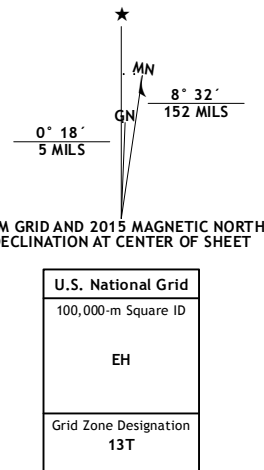 MN
GN
8° 32´
152 MILS
0° 18´
5 MILS
M GRID AND 2015 MAGNETIC NORTH
DECLINATION AT CENTER OF SHEET
U.S. National Grid
100,000-m Square ID
EH
Grid Zone Designation
13T